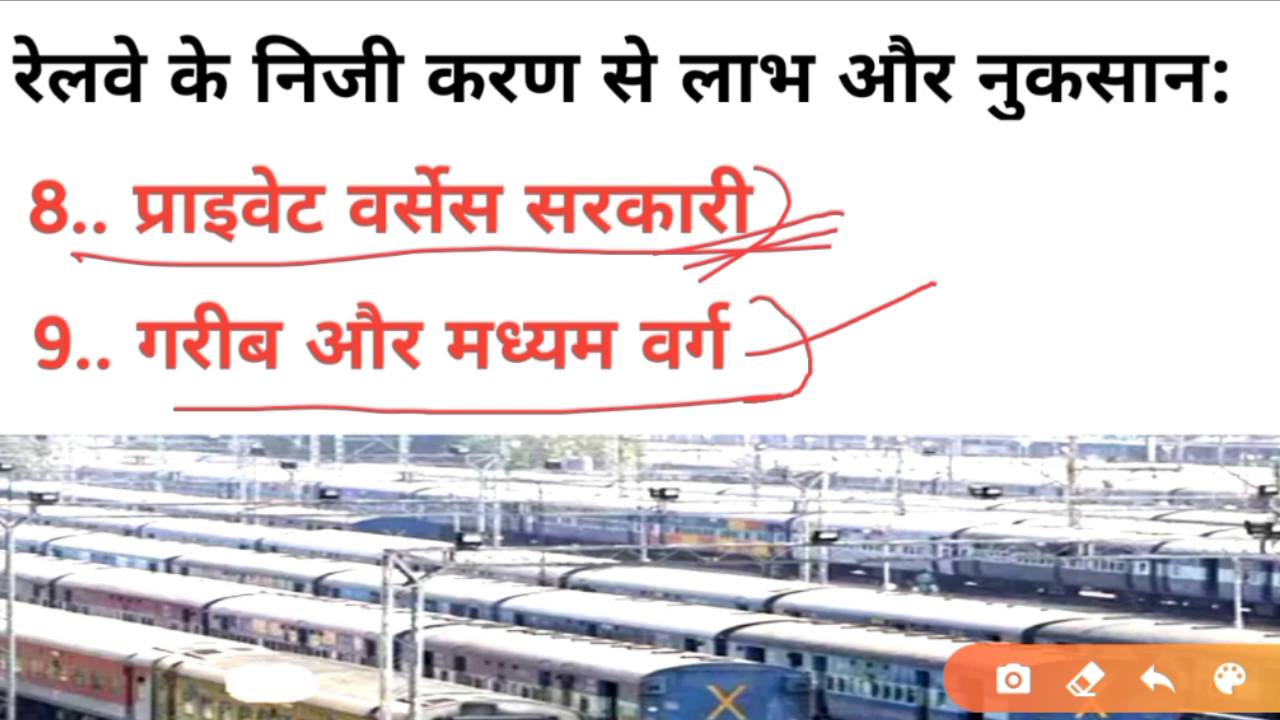 रेलवे के निजी करण से लाभ और नुकसान:
8.. प्राइवेट वर्सेस सरकारी
9.. गरीब और मध्यम वर्ग